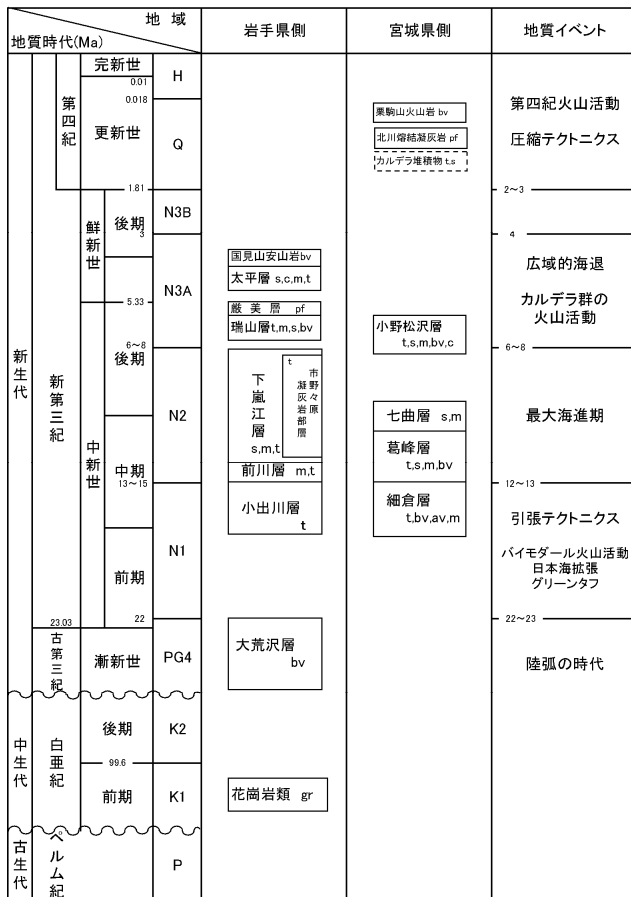 地 域
地質時代(Ma)
岩手県側
宮城県側
地質イベント
新生代
第四紀
完新世
H
0.01
0.018
更新世
Q
栗駒山火山岩 bv
北川熔結凝灰岩 pf
カルデラ堆積物 t,s
第四紀火山活動
圧縮テクトニクス
1.81
2~3
新第三紀
鮮新世
後期
N3B
3
4
N3A
国見山安山岩bv
太平層 s,c,m,t
厳美層 pf
瑞山層t,m,s,bv
小野松沢層
t,s,m,bv,c
広域的海退
カルデラ群の
火山活動
5.33
6~8
6~8
中新世
後期
N2
下嵐江層
s,m,t
t
市野々原
凝灰岩部層
七曲層 s,m
葛峰層
t,s,m,bv
最大海進期
中期
前川層 m,t
13~15
12~13
小出川層
t
細倉層
t,bv,av,m
N1
前期
引張テクトニクス
バイモダール火山活動
日本海拡張
グリーンタフ
22
22~23
23.03
古第三紀
漸新世
PG4
大荒沢層
bv
陸弧の時代
中生代
白亜紀
後期
K2
99.6
前期
K1
花崗岩類 gr
古生代
ペルム紀
P